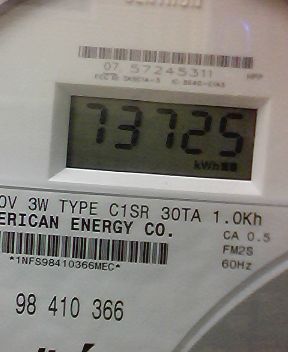 07 57245311
73725
kWh
0V 3W TYPE C1SR 30TA 1.0Kh
ERICAN ENERGY CO.
CA 0.5
FM2S
60Hz
*1NFS98410366MEC*
98 410 366